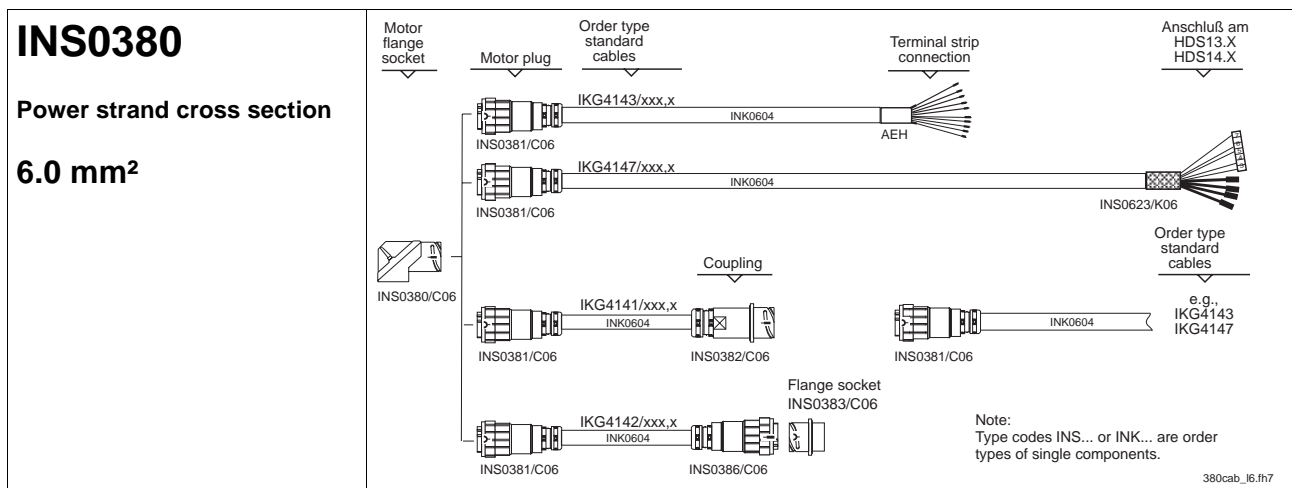 INS0380
Power strand cross section
6.0 mm²
Motor
flange
socket
Motor plug
Order type
standard
cables
Terminal strip
connection
Anschluß am
HDS13.X
HDS14.X
IKG4143/xxx,x
INK0604
INS0381/C06
AEH
IKG4147/xxx,x
INK0604
INS0381/C06
INS0623/K06
INS0380/C06
Coupling
Order type
standard
cables
IKG4141/xxx,x
INK0604
INS0381/C06
INS0382/C06
INS0381/C06
INK0604
e.g.,
IKG4143
IKG4147
Flange socket
INS0383/C06
IKG4142/xxx,x
INK0604
INS0381/C06
INS0386/C06
Note:
Type codes INS... or INK... are order
types of single components.
380cab_l6.fh7